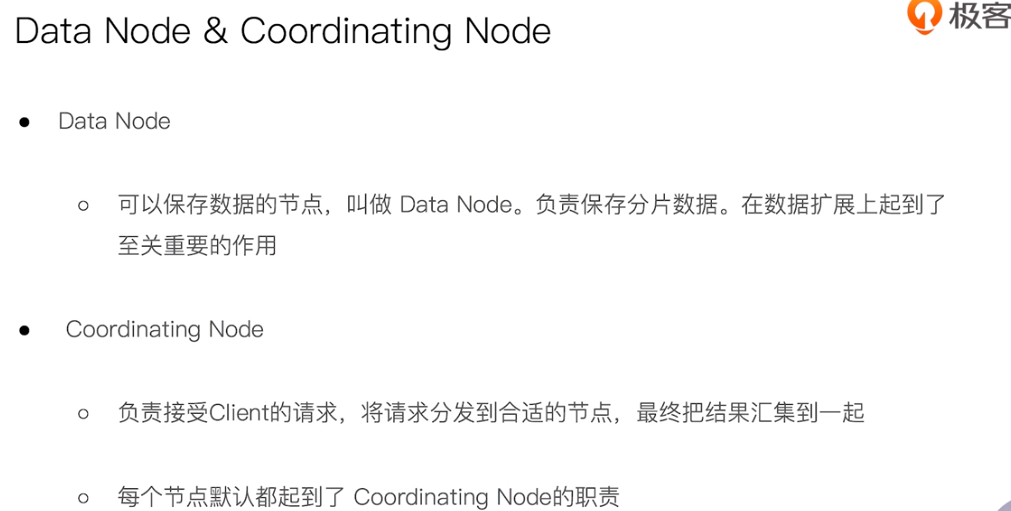 Data Node & Coordinating Node
极客
● Data Node
○ 可以保存数据的节点，叫做 Data Node。负责保存分片数据。在数据扩展上起到了
至关重要的作用
● Coordinating Node
○ 负责接受Client的请求，将请求分发到合适的节点，最终把结果汇集到一起
○ 每个节点默认都起到了 Coordinating Node的职责